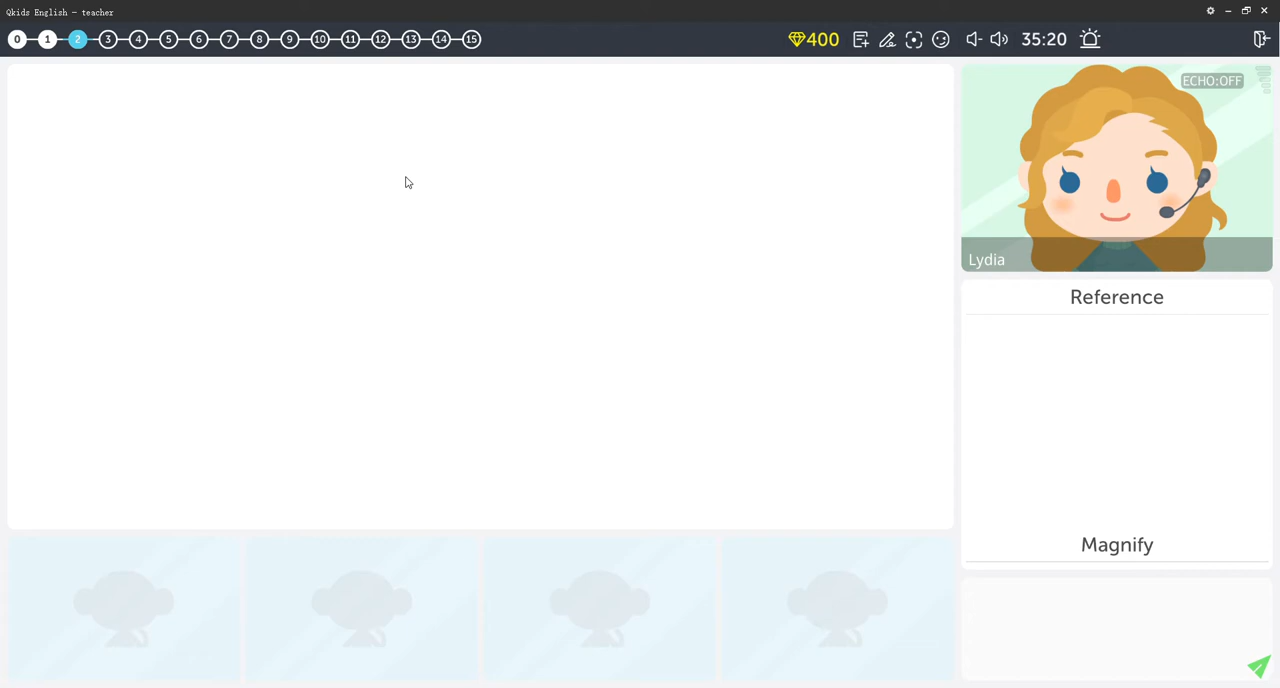 Qkids English - teacher
0 1 2 3 4 5 6 7 8 9 10 11 12 13 14 15 400 35:20
ECHO:OFF
Lydia
Reference
Magnify